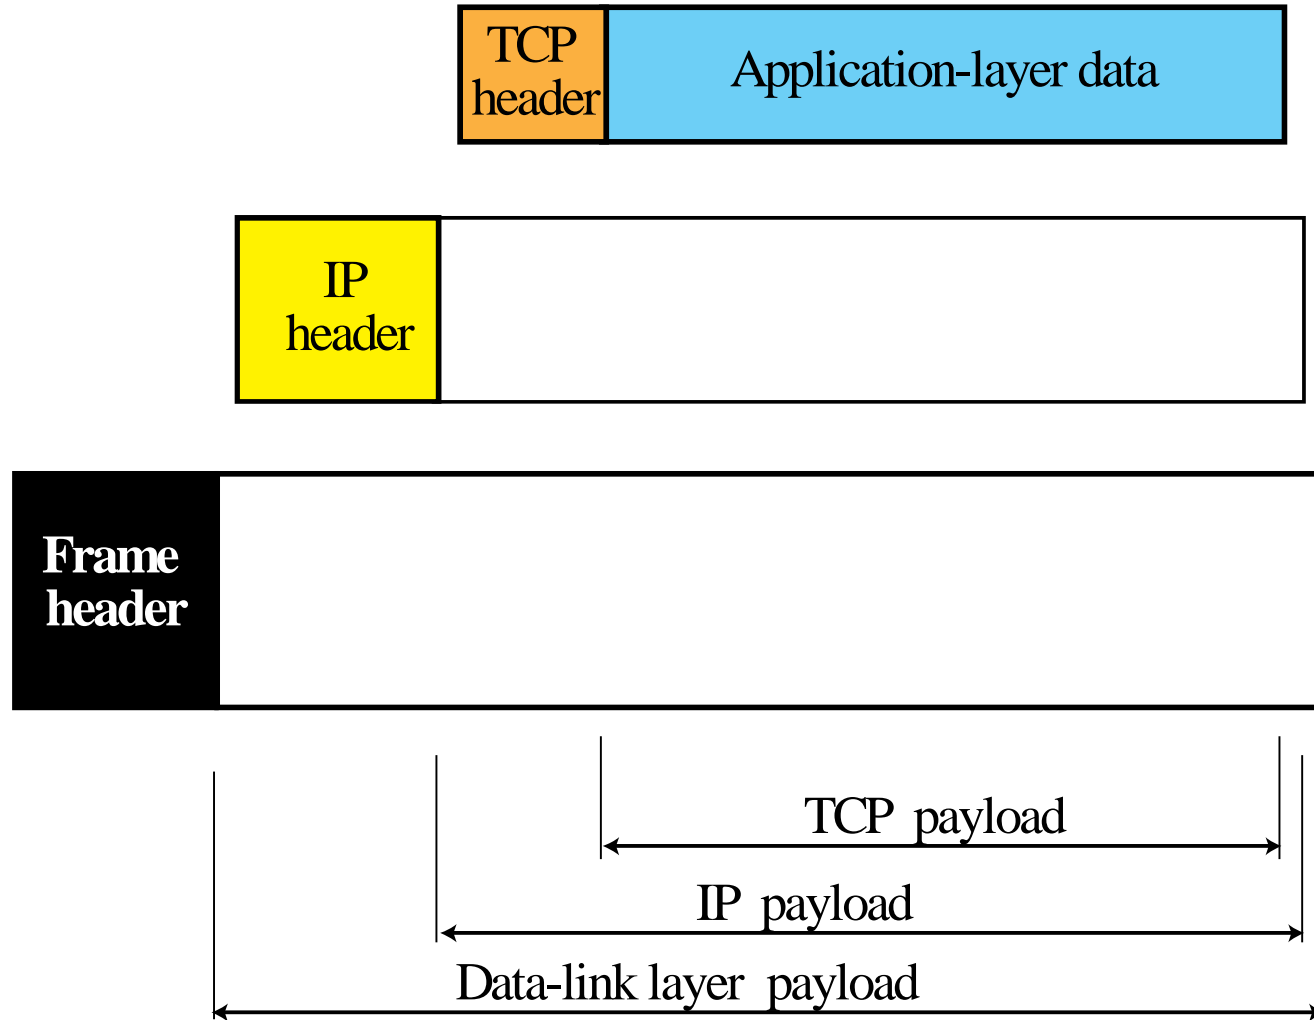 TCP
header
Application-layer data
IP
header
Frame
header
TCP payload
IP payload
Data-link layer payload